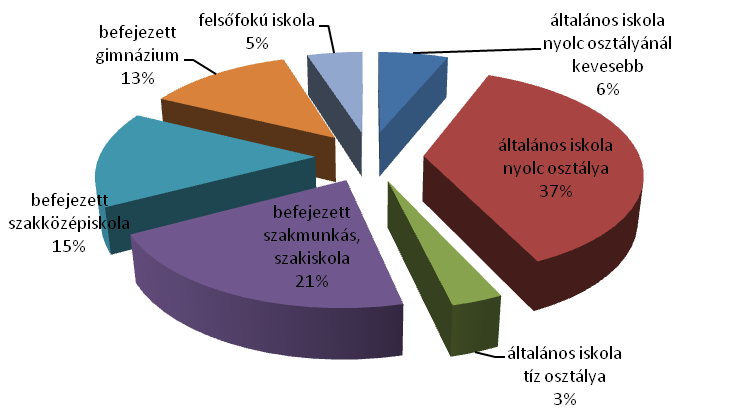 felsőfokú iskola
5%
általános iskola
nyolc osztályánál
kevesebb
6%
befejezett
gimnázium
13%
általános iskola
nyolc osztálya
37%
befejezett
szakközépiskola
15%
befejezett
szakmunkás,
szakiskola
21%
általános iskola
tíz osztálya
3%